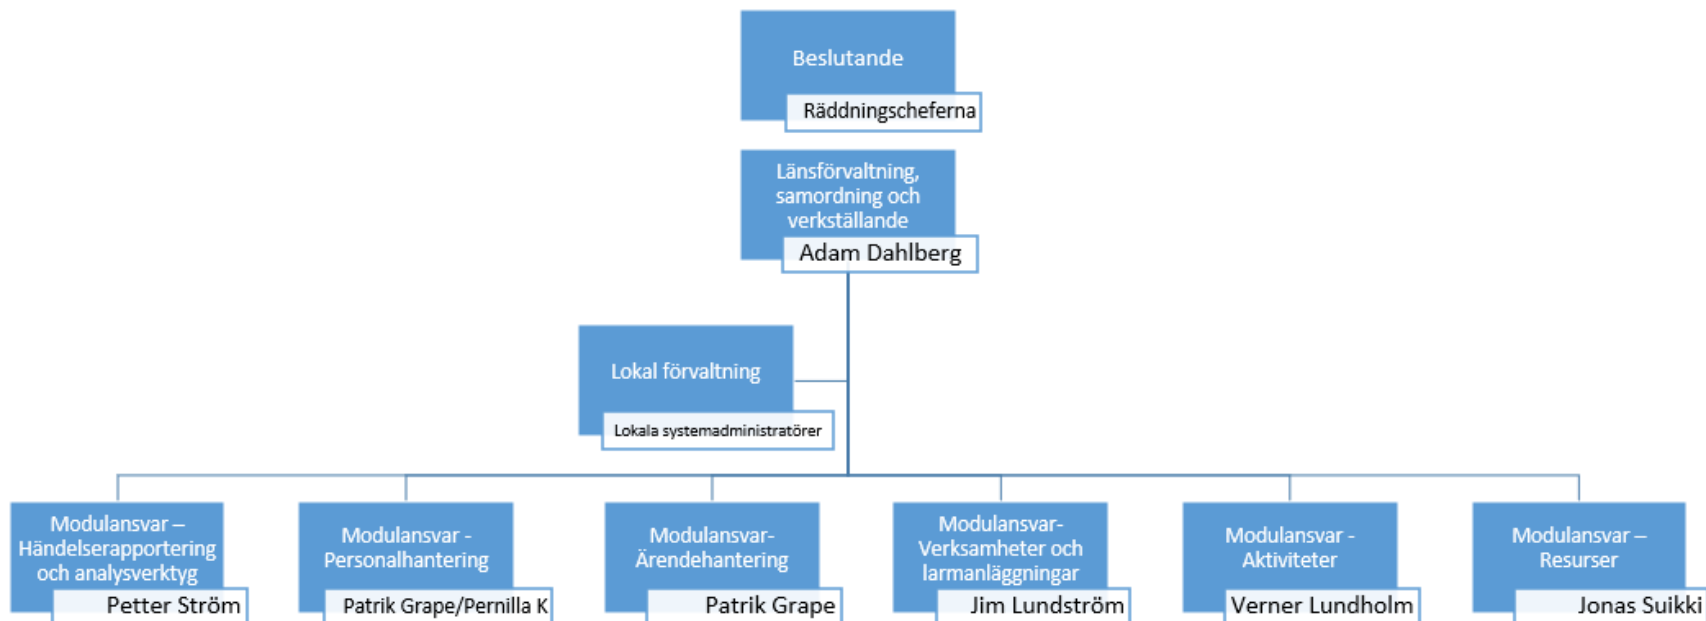 Beslutande
Räddningscheferna
Länsförvaltning,
samordning och
verkställande
Adam Dahlberg
Lokal förvaltning
Lokala systemadministratörer
Modulansvar –
Händelserapportering
och analysverktyg
Petter Ström
Modulansvar -
Personalhantering
Patrik Grape/Pernilla K
Modulansvar-
Ärendehantering
Patrik Grape
Modulansvar-
Verksamheter och
larmanläggningar
Jim Lundström
Modulansvar -
Aktiviteter
Verner Lundholm
Modulansvar –
Resurser
Jonas Suikki